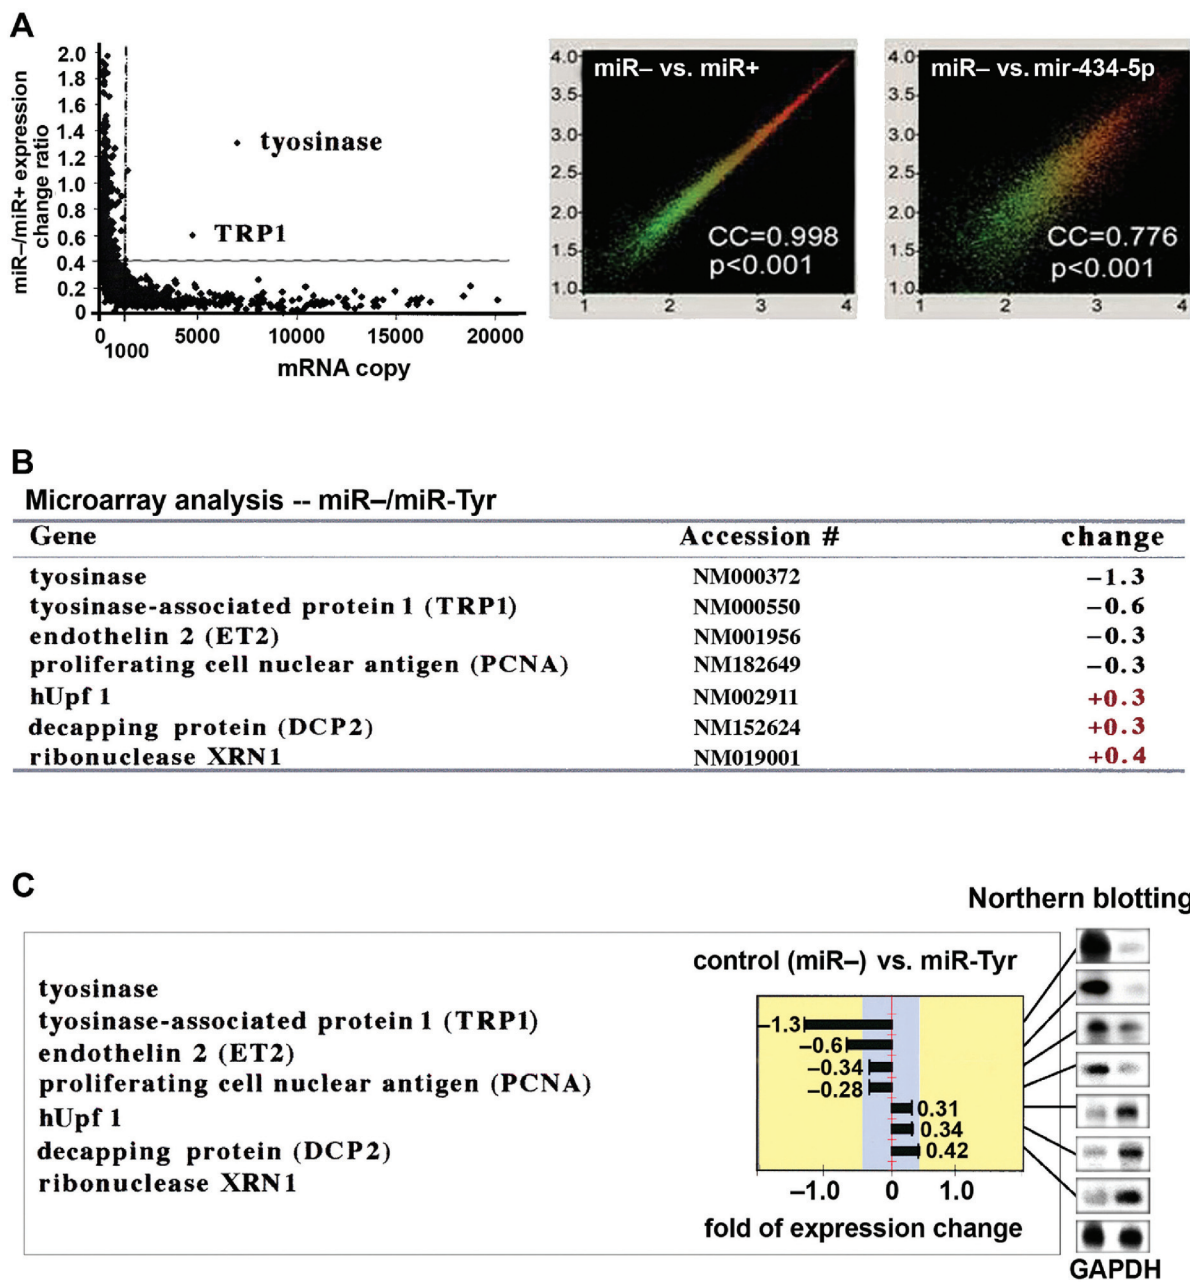 A
miR–/miR+ expression
change ratio
2.0
1.8
1.6
1.4
1.2
1.0
0.8
0.6
0.4
0.2
0
tyosinase
TRP1
0
1000
5000
10000
15000
20000
mRNA copy
miR– vs. miR+
4.0
3.5
3.0
2.5
2.0
1.5
1.0
CC=0.998
p<0.001
1 2 3 4
miR– vs. mir-434-5p
4.0
3.5
3.0
2.5
2.0
1.5
1.0
CC=0.776
p<0.001
1 2 3 4
B
Microarray analysis -- miR–/miR-Tyr
Gene Accession # change
tyosinase NM000372 –1.3
tyosinase-associated protein 1 (TRP1) NM000550 –0.6
endothelin 2 (ET2) NM001956 –0.3
proliferating cell nuclear antigen (PCNA) NM182649 –0.3
hUpf 1 NM002911 +0.3
decapping protein (DCP2) NM152624 +0.3
ribonuclease XRN1 NM019001 +0.4
C
Northern blotting
control (miR–) vs. miR-Tyr
tyosinase
tyosinase-associated protein 1 (TRP1)
endothelin 2 (ET2)
proliferating cell nuclear antigen (PCNA)
hUpf 1
decapping protein (DCP2)
ribonuclease XRN1
–1.3
–0.6
–0.34
–0.28
0.31
0.34
0.42
–1.0 0 1.0
fold of expression change
GAPDH